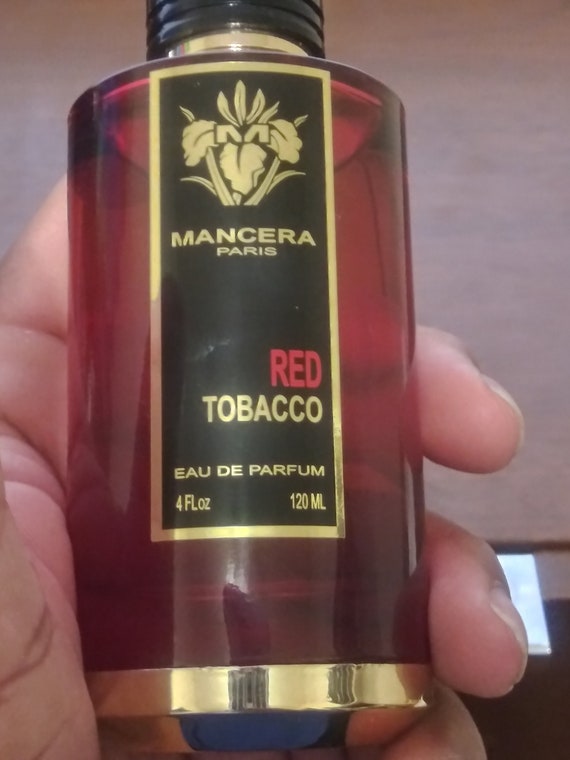 M
MANCERA
PARIS
RED
TOBACCO
EAU DE PARFUM
4 FLoz 120 ML